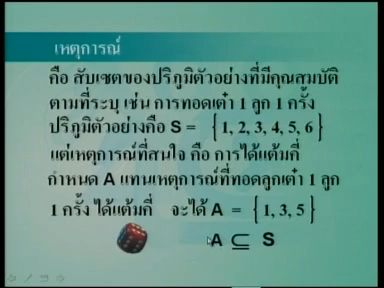 เหตุการณ์
คือ สับเซตของปริภูมิตัวอย่างที่มีคุณสมบัติ
ตามที่ระบุ เช่น การทอดเต๋า 1 ลูก 1 ครั้ง
ปริภูมิตัวอย่างคือ S = {1, 2, 3, 4, 5, 6}
แต่เหตุการณ์ที่สนใจ คือ การได้แต้มคี่
กำหนด A แทนเหตุการณ์ที่ทอดลูกเต๋า 1 ลูก
1 ครั้ง ได้แต้มคี่ จะได้ A = {1, 3, 5}
A ⊆ S